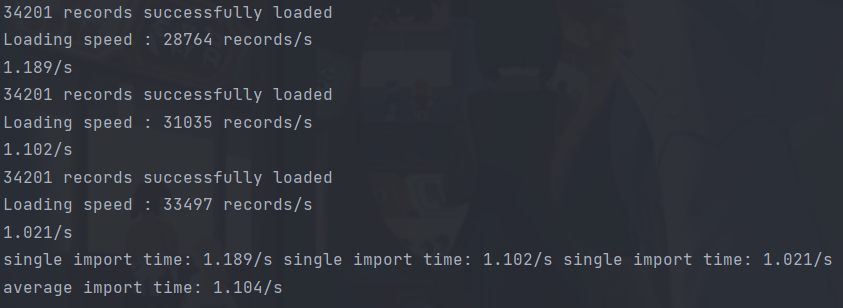 34201 records successfully loaded
Loading speed : 28764 records/s
1.189/s
34201 records successfully loaded
Loading speed : 31035 records/s
1.102/s
34201 records successfully loaded
Loading speed : 33497 records/s
1.021/s
single import time: 1.189/s single import time: 1.102/s single import time: 1.021/s
average import time: 1.104/s